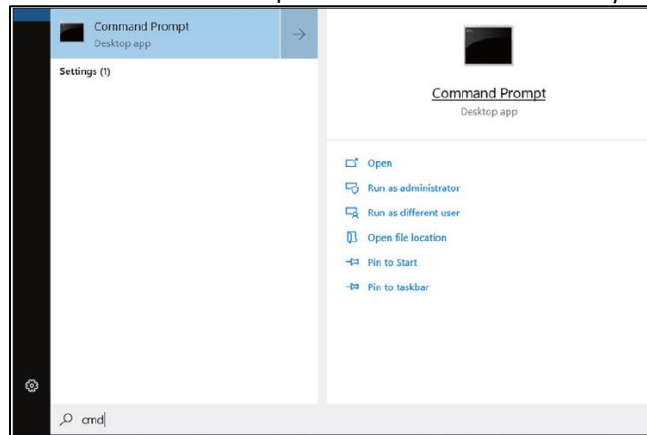 Command Prompt
Desktop app
Settings (1)
Command Prompt
Desktop app
Open
Run as administrator
Run as different user
Open file location
Pin to Start
Pin to taskbar
cmd